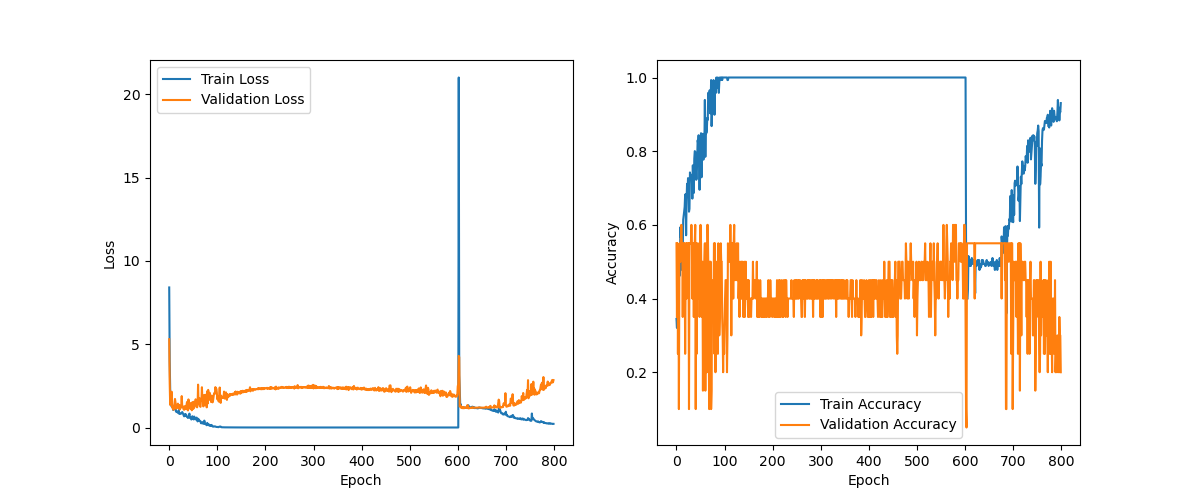 Train Loss
Validation Loss
20
15
10
5
0
Loss
0 100 200 300 400 500 600 700 800
Epoch
1.0
0.8
0.6
0.4
0.2
Accuracy
Train Accuracy
Validation Accuracy
0 100 200 300 400 500 600 700 800
Epoch